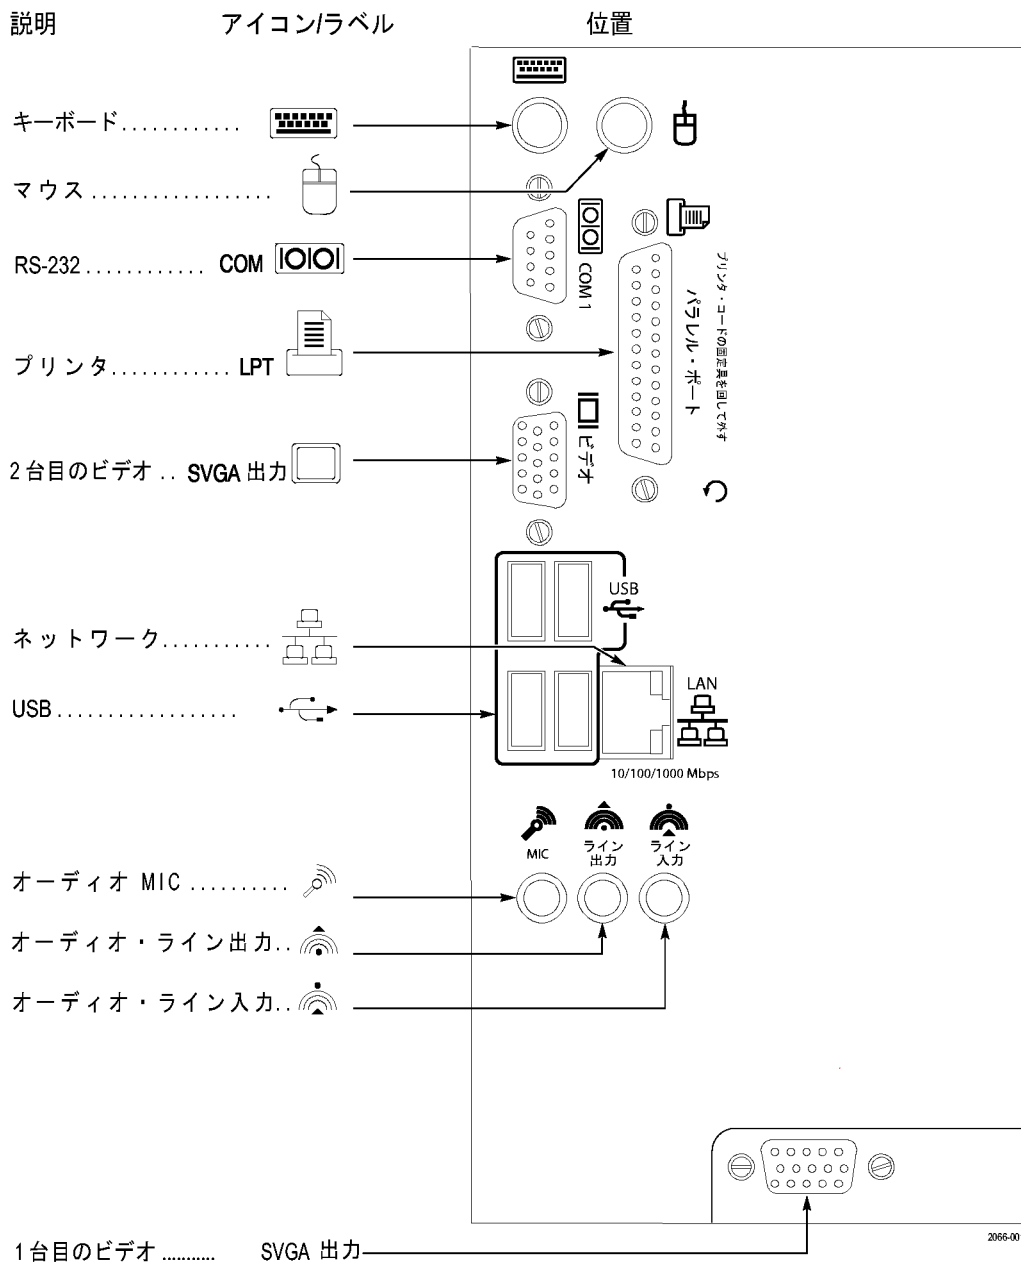 説明 アイコン/ラベル 位置
キーボード............
マウス..................
RS-232............ COM
COM 1
プリンタ............ LPT
パラレル・ポート
プリンタ・コードの固定具を回して外す
2台目のビデオ.. SVGA 出力
ビデオ
USB
ネットワーク...........
LAN
USB..................
10/100/1000 Mbps
MIC
ライン
出力
ライン
入力
オーディオ MIC ..........
オーディオ・ライン出力..
オーディオ・ライン入力..
1台目のビデオ........... SVGA 出力